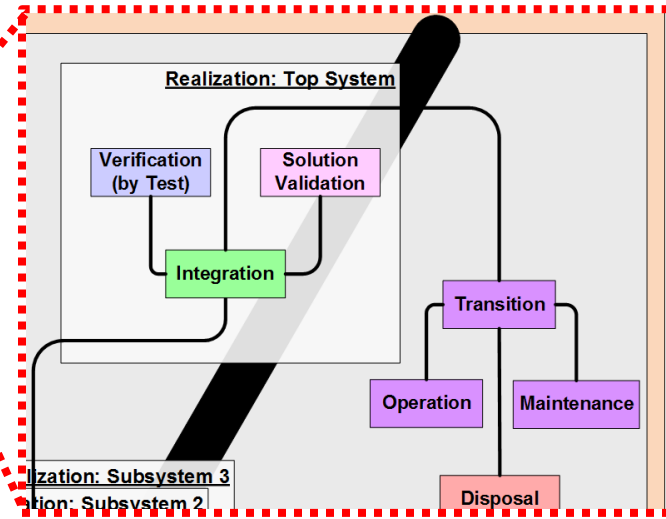 Realization: Top System
Verification
(by Test)
Solution
Validation
Integration
Transition
Operation
Maintenance
lization: Subsystem 3
ation: Subsystem 2
Disposal